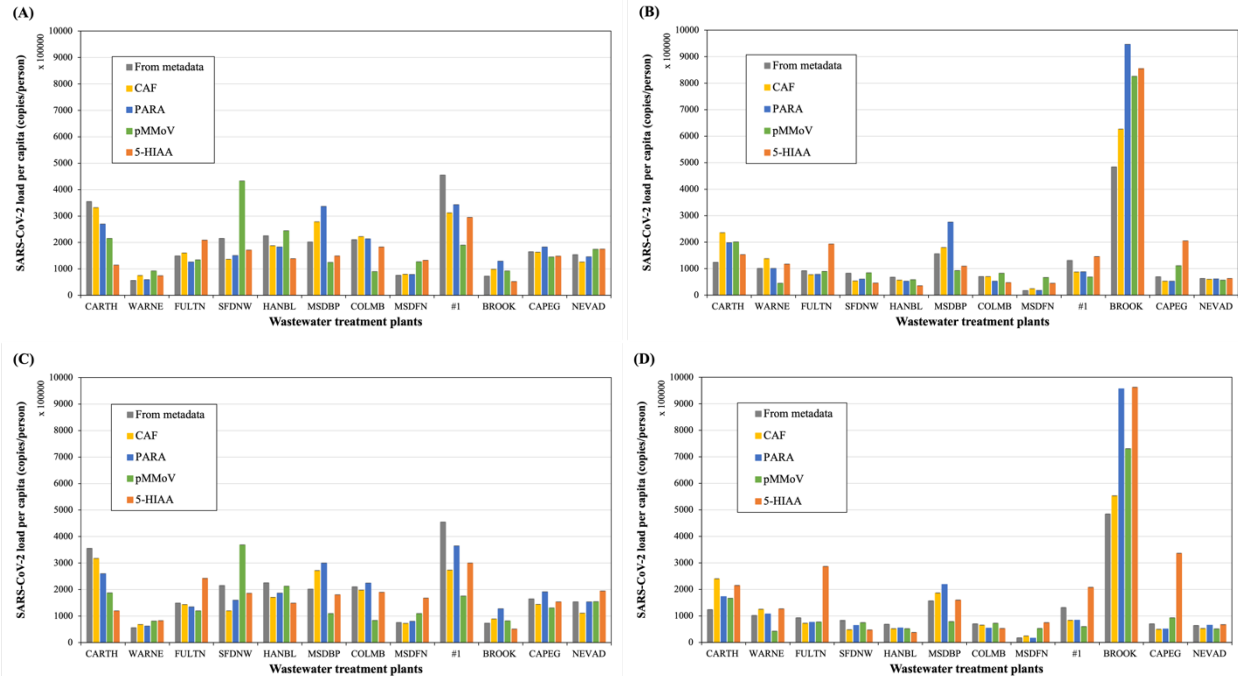 (A)
SARS-CoV-2 load per capita (copies/person)
x 100000
10000
9000
8000
7000
6000
5000
4000
3000
2000
1000
0
From metadata
CAF
PARA
pMMoV
5-HIAA
CARTH WARNE FULTN SFDNW HANBL MSDBP COLMB MSDFN #1 BROOK CAPEG NEVAD
Wastewater treatment plants
(B)
SARS-CoV-2 load per capita (copies/person)
x 100000
10000
9000
8000
7000
6000
5000
4000
3000
2000
1000
0
From metadata
CAF
PARA
pMMoV
5-HIAA
CARTH WARNE FULTN SFDNW HANBL MSDBP COLMB MSDFN #1 BROOK CAPEG NEVAD
Wastewater treatment plants
(C)
SARS-CoV-2 load per capita (copies/person)
x 100000
10000
9000
8000
7000
6000
5000
4000
3000
2000
1000
0
From metadata
CAF
PARA
pMMoV
5-HIAA
CARTH WARNE FULTN SFDNW HANBL MSDBP COLMB MSDFN #1 BROOK CAPEG NEVAD
Wastewater treatment plants
(D)
SARS-CoV-2 load per capita (copies/person)
x 100000
10000
9000
8000
7000
6000
5000
4000
3000
2000
1000
0
From metadata
CAF
PARA
pMMoV
5-HIAA
CARTH WARNE FULTN SFDNW HANBL MSDBP COLMB MSDFN #1 BROOK CAPEG NEVAD
Wastewater treatment plants